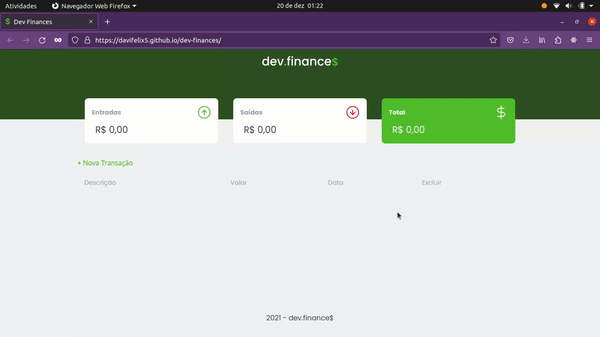 Atividades Navegador Web Firefox 20 de dez 01:22
$ Dev Finances
https://davifelix5.github.io/dev-finances/
dev.finance$
Entradas Saídas Total $
R$ 0,00 R$ 0,00 R$ 0,00
+ Nova Transação
Descrição Valor Data Excluir
2021 - dev.finance$